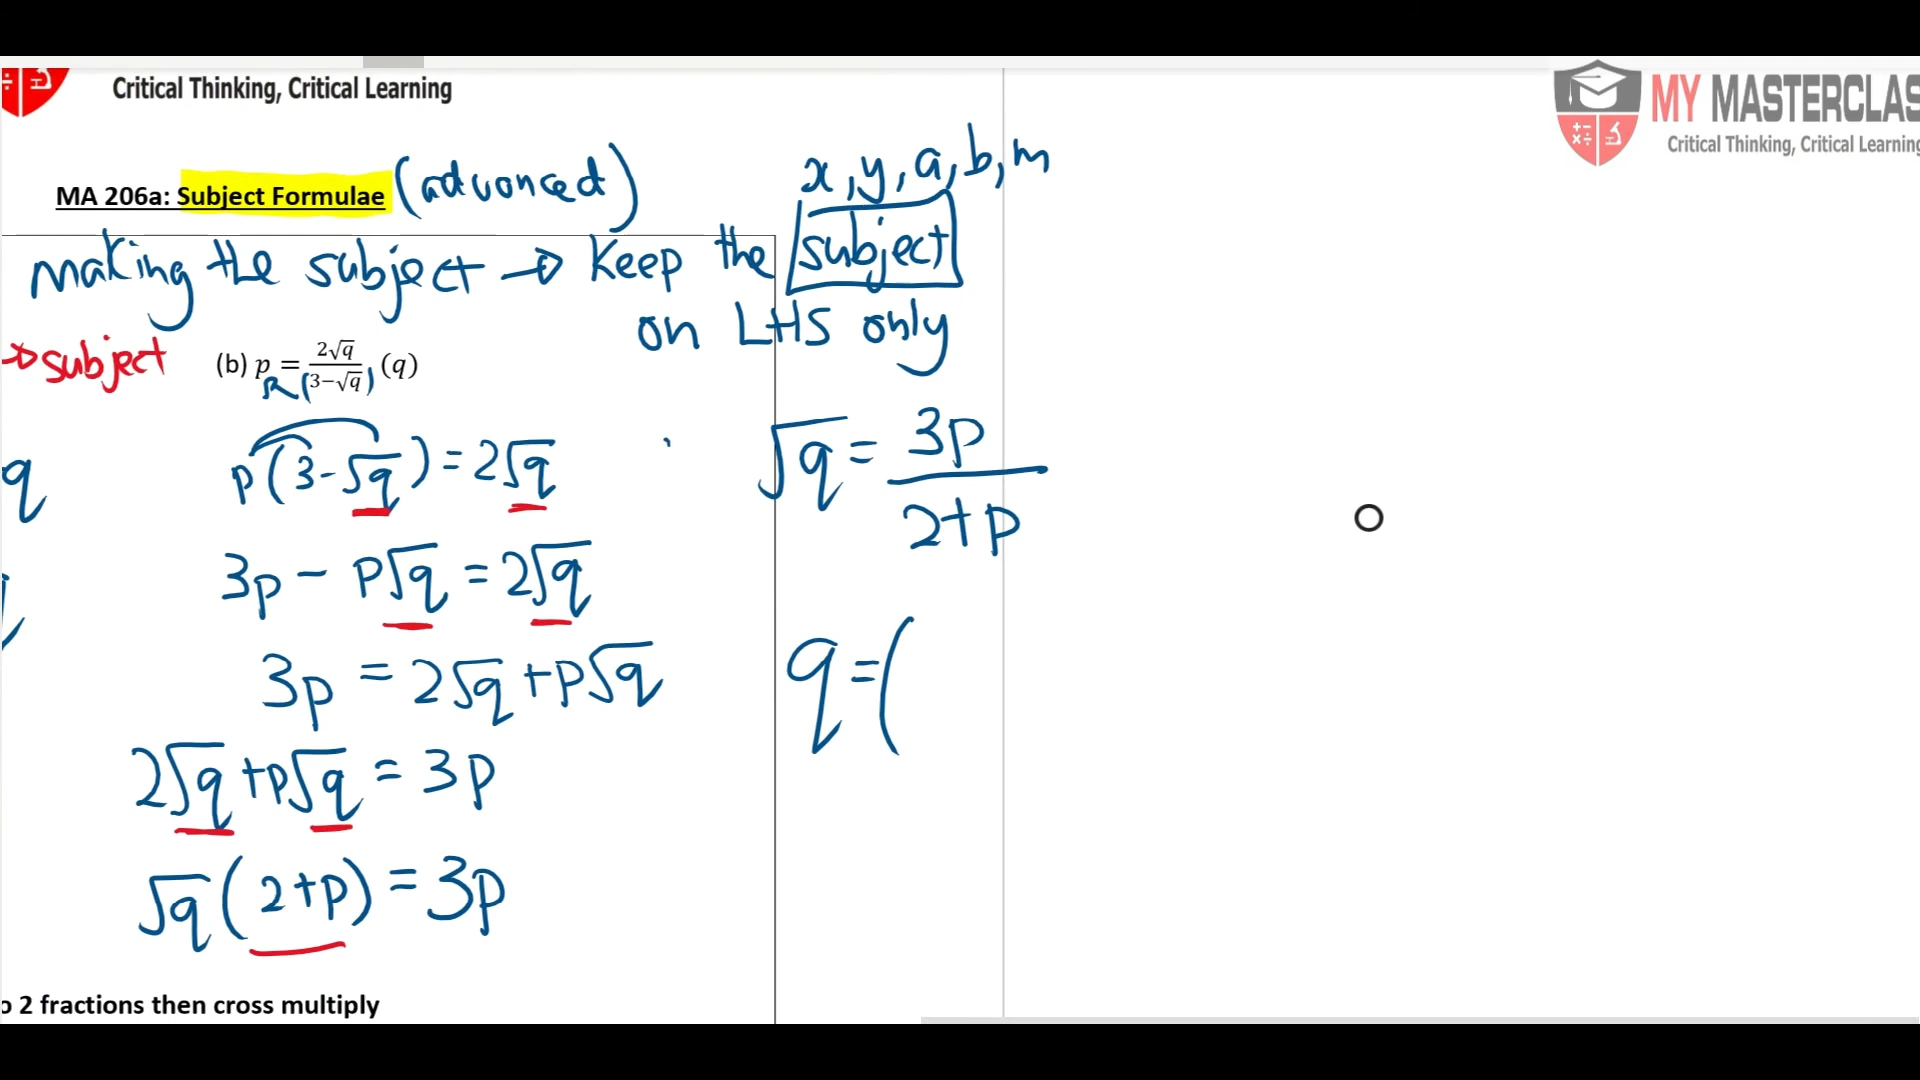 Critical Thinking, Critical Learning
MY MASTERCLAS
Critical Thinking, Critical Learning
x, y, a, b, m
MA 206a: Subject Formulae (advanced)
making the subject → keep the subject
on LHS only
→ subject
(b) p = 2√q / 3−√q , (q)
p(3-√q) = 2√q
3p - p√q = 2√q
3p = 2√q + p√q
2√q + p√q = 3p
√q(2+p) = 3p
√q = 3p / 2+p
q = (
q
o 2 fractions then cross multiply